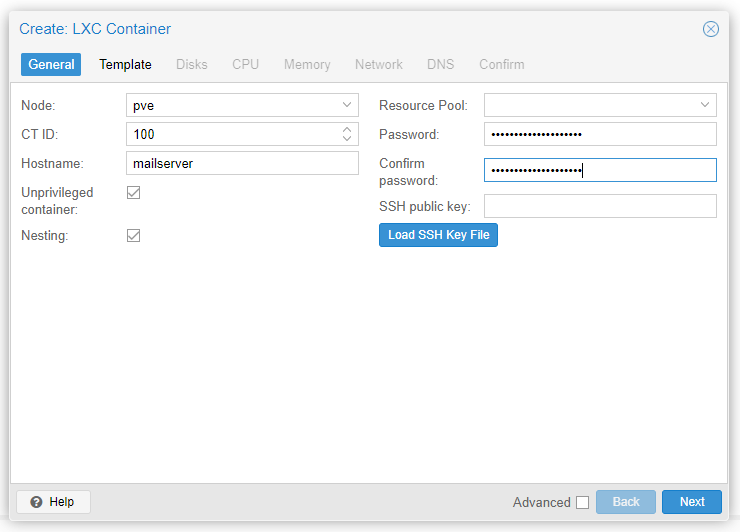 Create: LXC Container
General Template Disks CPU Memory Network DNS Confirm
Node: pve
CT ID: 100
Hostname: mailserver
Unprivileged
container:
Nesting:
Resource Pool:
Password: ••••••••••••••••••••
Confirm
password: ••••••••••••••••••••
SSH public key:
Load SSH Key File
? Help
Advanced Back Next